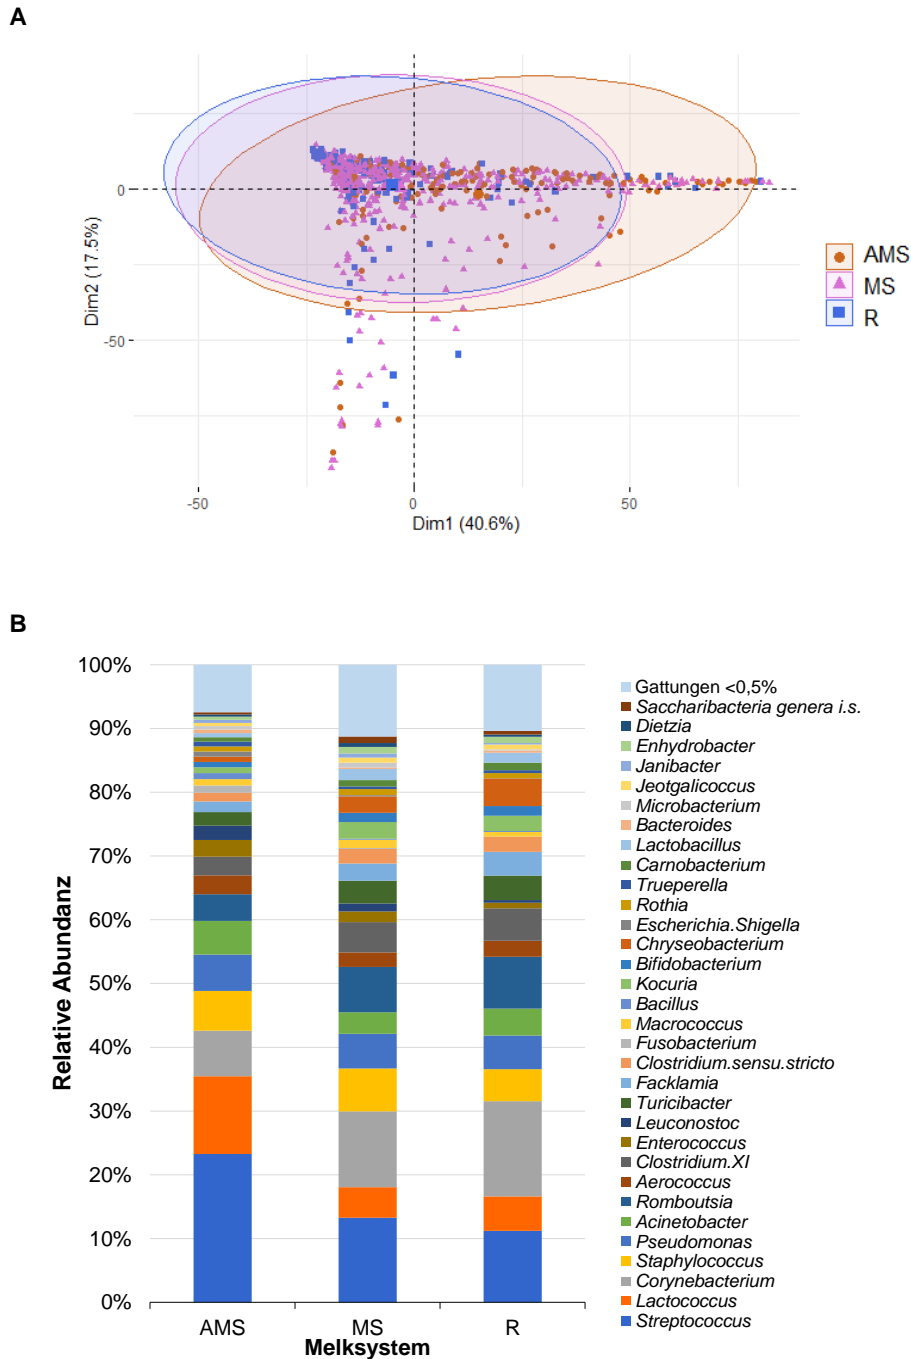 A
0
-50
Dim2 (17.5%)
-50
0
50
Dim1 (40.6%)
AMS
MS
R
B
100%
90%
80%
70%
60%
50%
40%
30%
20%
10%
0%
Relative Abundanz
AMS
MS
R
Melksystem
Gattungen <0,5%
Saccharibacteria genera i.s.
Dietzia
Enhydrobacter
Janibacter
Jeotgalicoccus
Microbacterium
Bacteroides
Lactobacillus
Carnobacterium
Trueperella
Rothia
Escherichia.Shigella
Chryseobacterium
Bifidobacterium
Kocuria
Bacillus
Macrococcus
Fusobacterium
Clostridium.sensu.stricto
Facklamia
Turicibacter
Leuconostoc
Enterococcus
Clostridium.XI
Aerococcus
Romboutsia
Acinetobacter
Pseudomonas
Staphylococcus
Corynebacterium
Lactococcus
Streptococcus